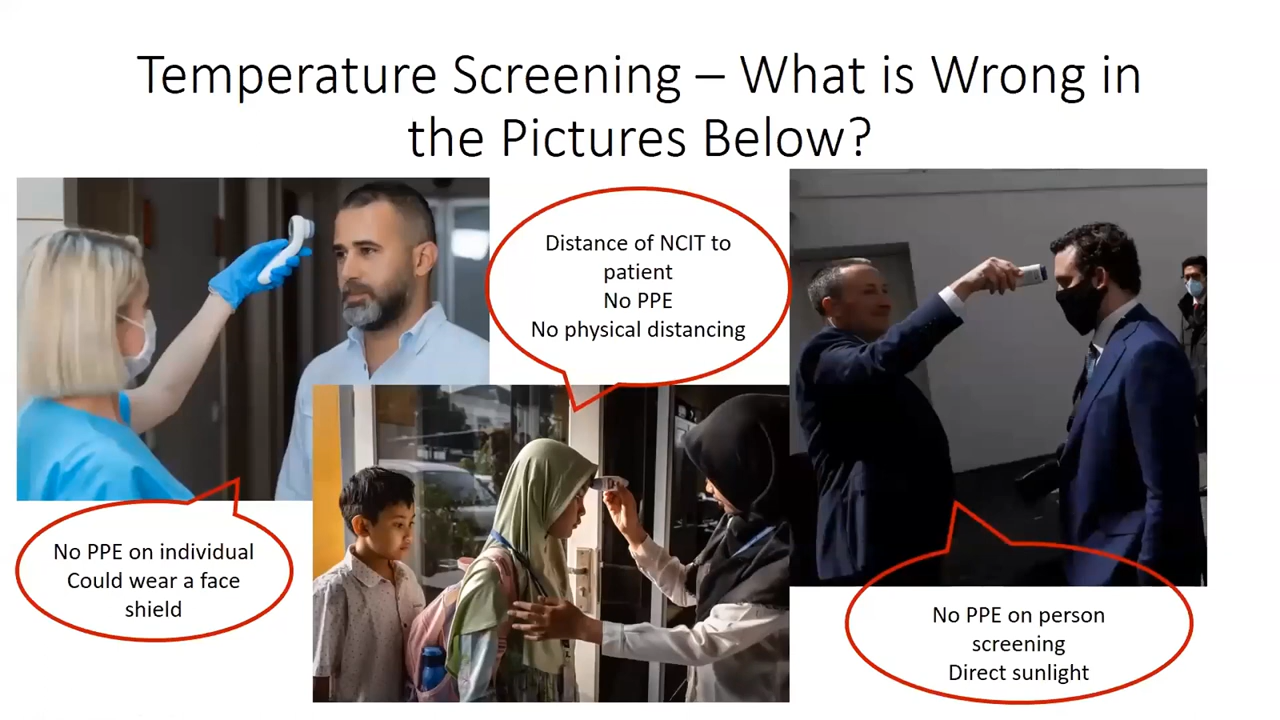 Temperature Screening – What is Wrong in
the Pictures Below?
Distance of NCIT to
patient
No PPE
No physical distancing
No PPE on individual
Could wear a face
shield
No PPE on person
screening
Direct sunlight